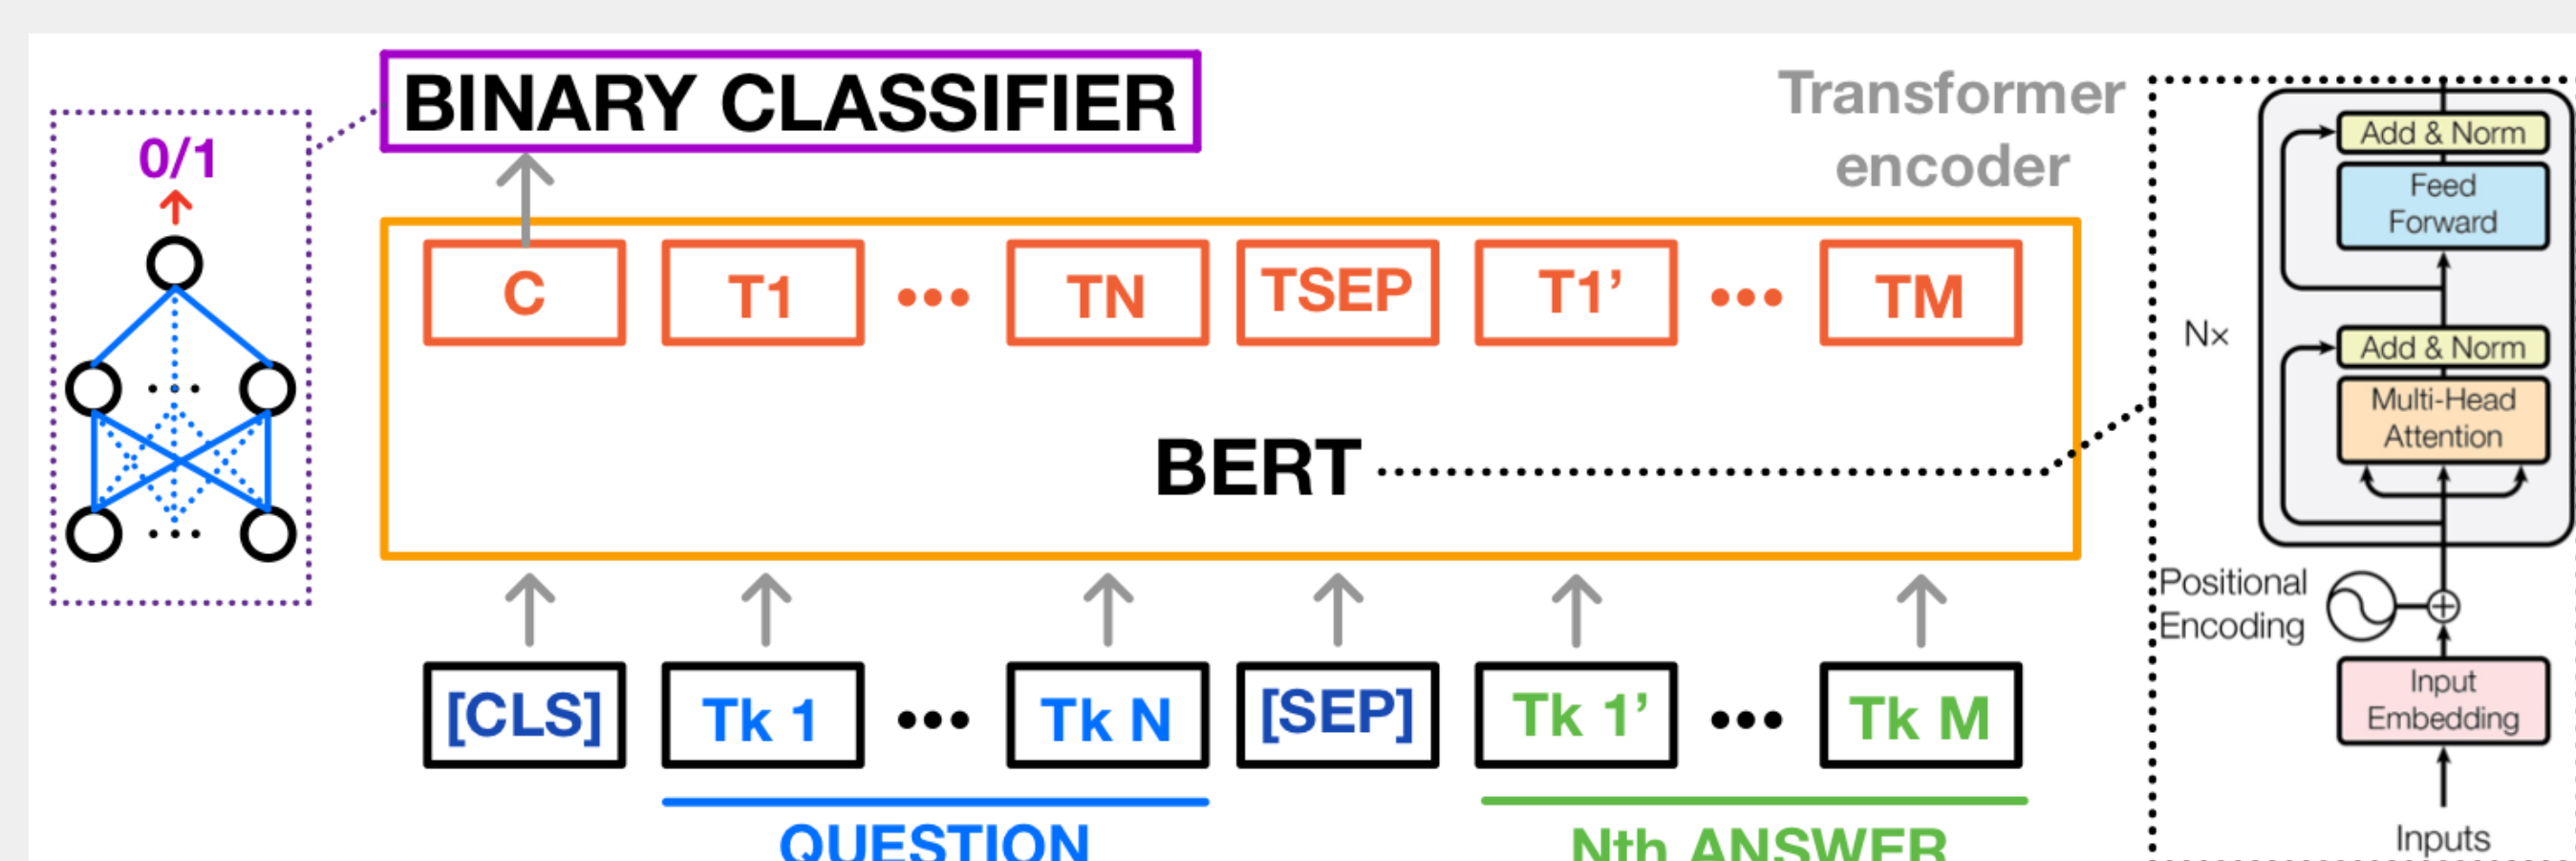 BINARY CLASSIFIER
0/1
Transformer
encoder
C T1 ••• TN TSEP T1’ ••• TM
BERT
[CLS] Tk 1 ••• Tk N [SEP] Tk 1’ ••• Tk M
QUESTION
Nth ANSWER
Add & Norm
Feed
Forward
N×
Add & Norm
Multi-Head
Attention
Positional
Encoding
Input
Embedding
Inputs